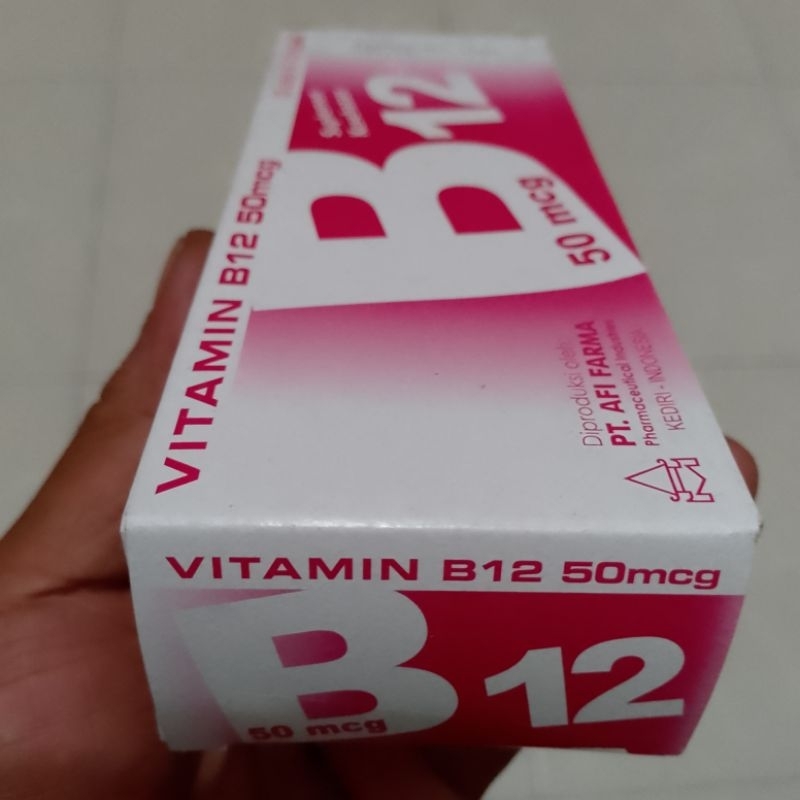 VITAMIN B12 50mcg
B12
50 mcg
Diproduksi oleh:
PT. AFI FARMA
Pharmaceutical Industries
KEDIRI - INDONESIA
VITAMIN B12 50mcg
B12
50 mcg